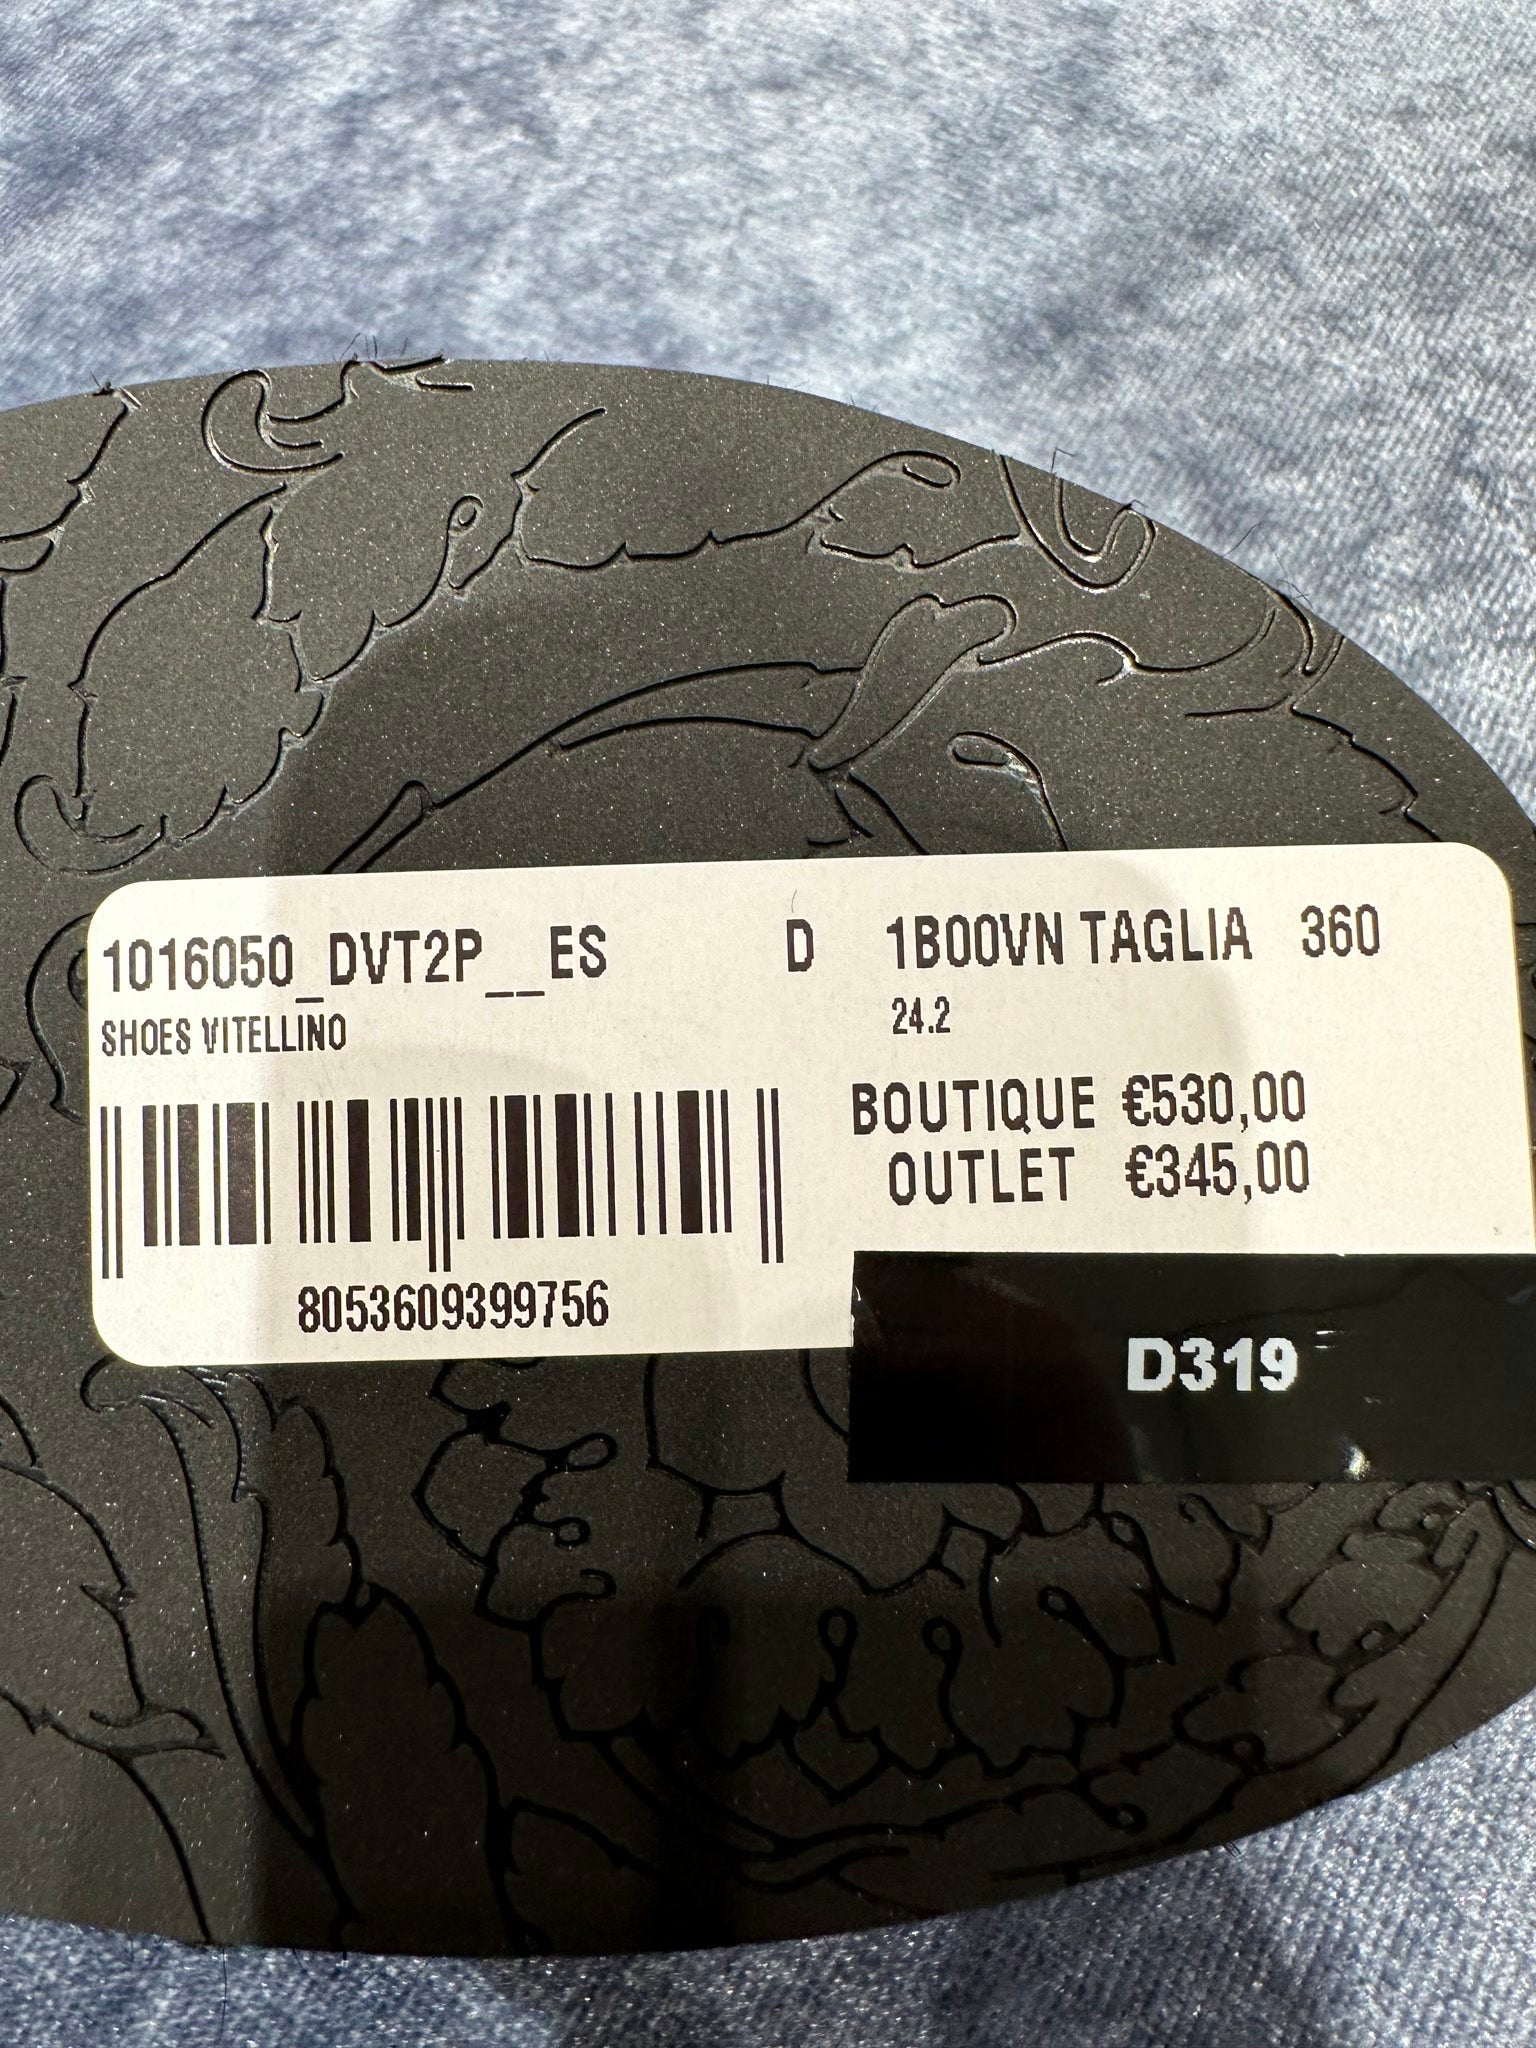 1016050_DVT2P__ES D 1B00VN TAGLIA 360
SHOES VITELLINO 24.2
BOUTIQUE €530,00
OUTLET €345,00
8053609399756
D319